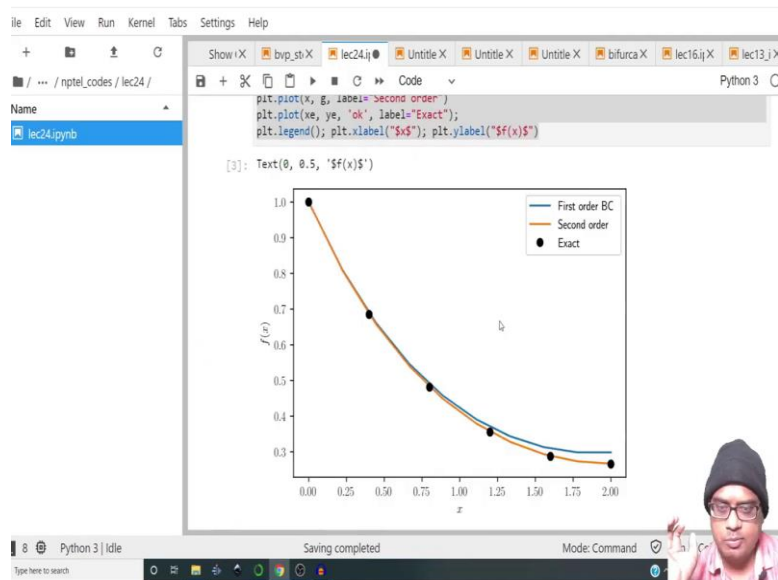 ile Edit View Run Kernel Tabs Settings Help
Show X bvp_st X lec24.ij Untitle X Untitle X Untitle X bifurca X lec16.ij X lec13_i X
/ ··· / nptel_codes / lec24 /
Code Python 3
Name
lec24.ipynb
plt.plot(x, g, label="Second order")
plt.plot(xe, ye, 'ok', label="Exact");
plt.legend(); plt.xlabel("$x$"); plt.ylabel("$f(x)$")
[3]: Text(0, 0.5, '$f(x)$')
First order BC
Second order
Exact
1.0
0.9
0.8
0.7
0.6
0.5
0.4
0.3
f(x)
0.00 0.25 0.50 0.75 1.00 1.25 1.50 1.75 2.00
x
8 Python 3 | Idle Saving completed Mode: Command
Type here to search